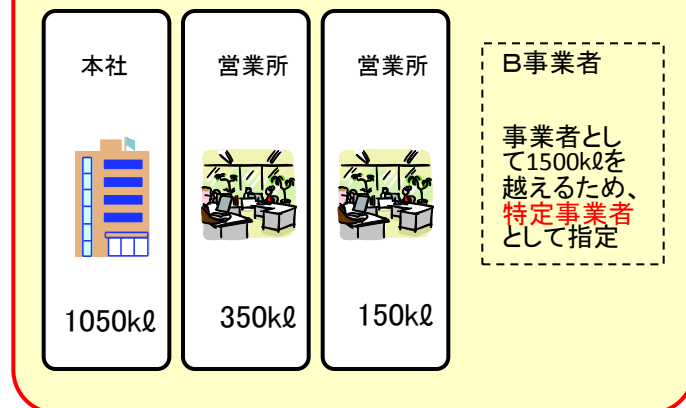 本社
営業所
営業所
1050kℓ
350kℓ
150kℓ
B事業者
事業者とし
て1500kℓを
越えるため、
特定事業者
として指定